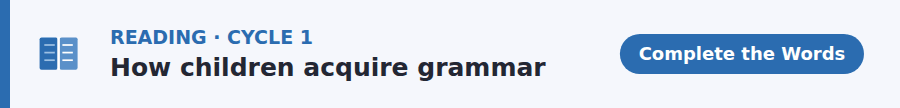 READING · CYCLE 1
How children acquire grammar
Complete the Words